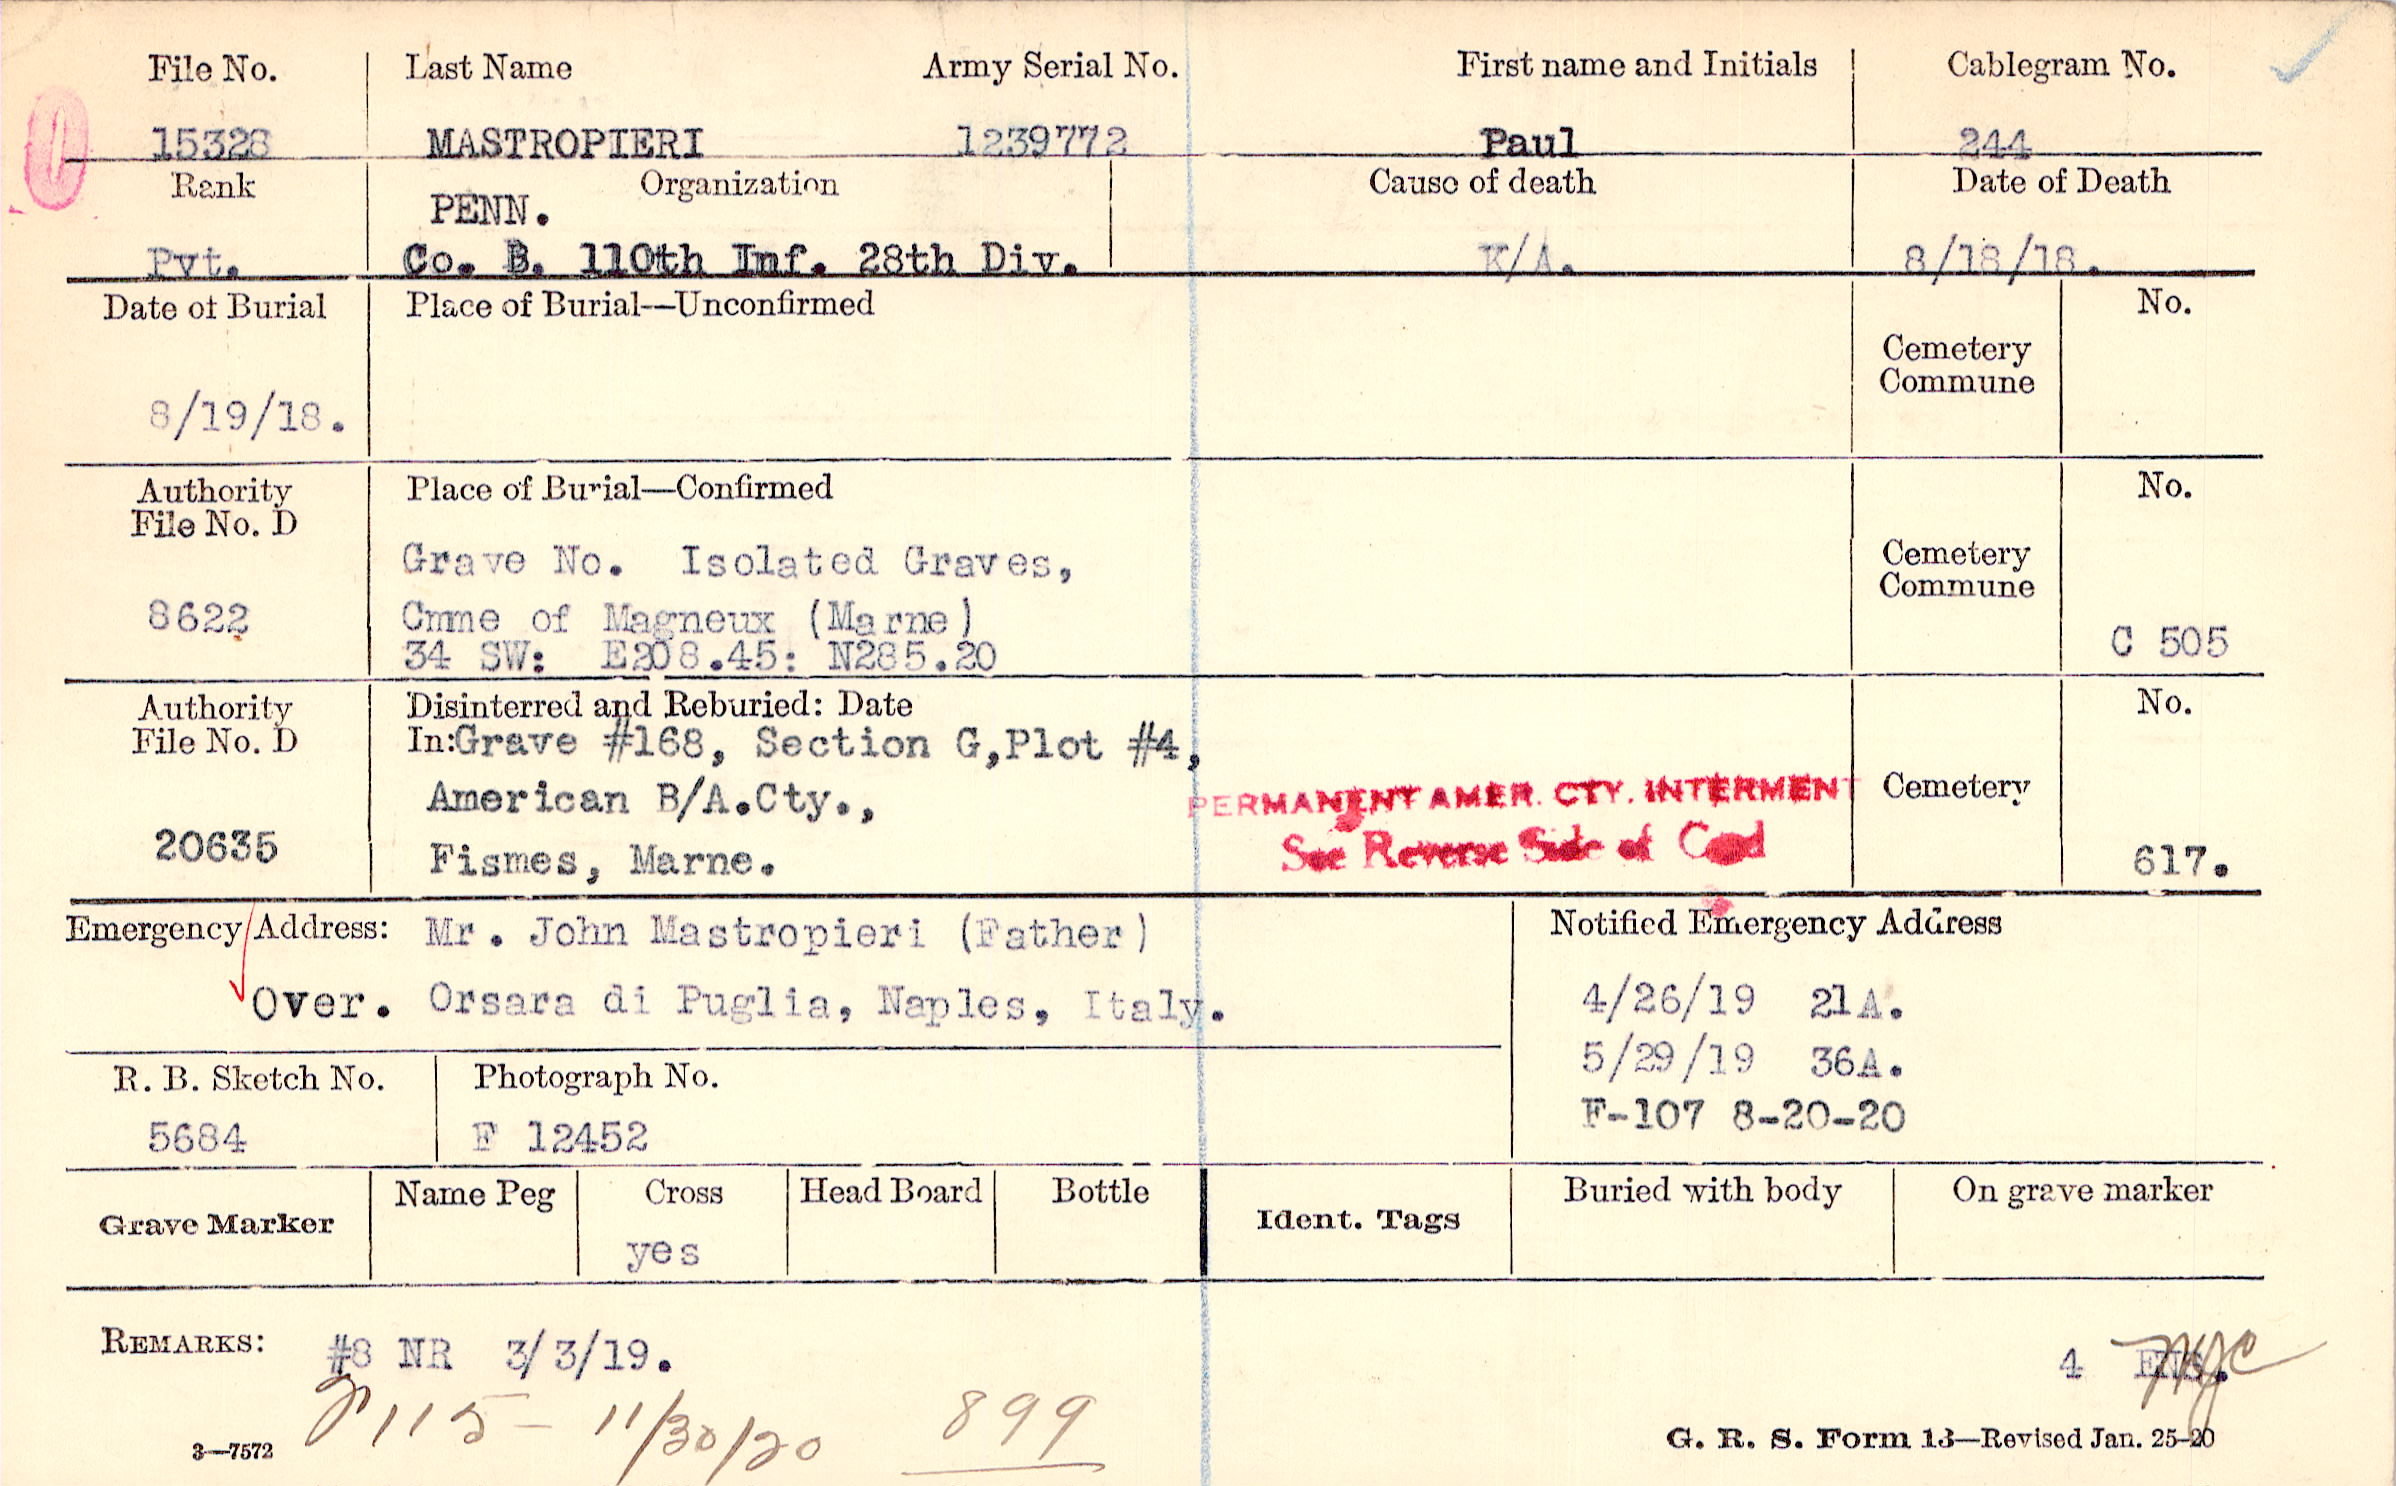 File No. Last Name Army Serial No. First name and Initials Cablegram No.
15328 MASTROPIERI 1239772 Paul 244
Rank Organization Cause of death Date of Death
PENN.
Pvt. Co. B. 110th Inf. 28th Div. K/A. 8/18/18.
Date of Burial Place of Burial—Unconfirmed No.
Cemetery
Commune
8/19/18.
Authority Place of Burial—Confirmed No.
File No. D
Grave No. Isolated Graves, Cemetery
Commune
8622 Cmme of Magneux (Marne)
C 505
34 SW: E208.45: N285.20
Authority Disinterred and Reburied: Date No.
File No. D In:Grave #168, Section G,Plot #4,
American B/A.Cty., PERMANENT AMER. CTY. INTERMENT Cemetery
20635 Fismes, Marne. See Reverse Side of Card 617.
Emergency Address: Mr. John Mastropieri (Father) Notified Emergency Address
Over. Orsara di Puglia, Naples, Italy. 4/26/19 21A.
5/29/19 36A.
R. B. Sketch No. Photograph No.
F-107 8-20-20
5684 F 12452
Grave Marker Name Peg Cross Head Board Bottle Ident. Tags Buried with body On grave marker
yes
REMARKS: #8 NR 3/3/19. 4
115 - 11/30/20 899
3—7572 G. R. S. Form 13—Revised Jan. 25-20